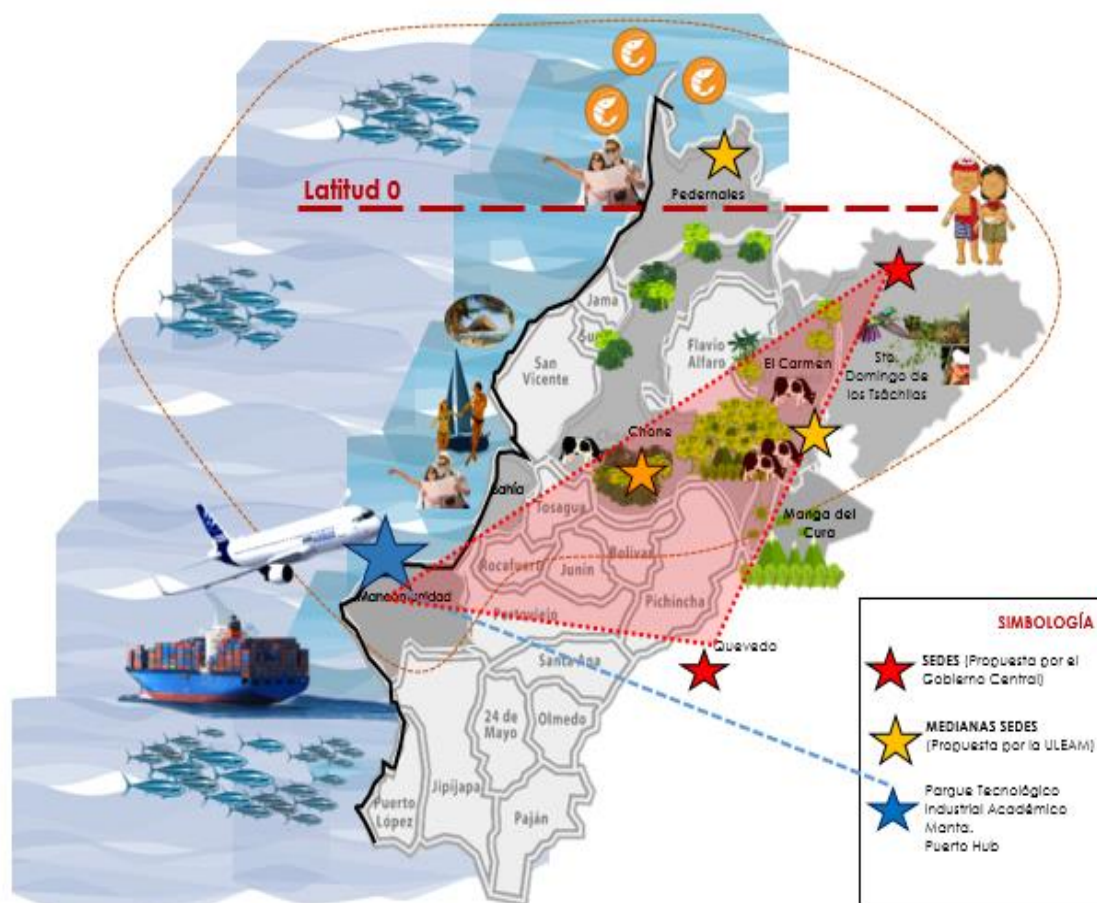 Latitud 0
Pedernales
Jama
San
Vicente
Flavio
Alfaro
El Carmen
Sto.
Domingo de
los Tsáchilas
Chone
Bahía
Tosagua
Manga del
Cura
Rocafuerte
Junín
Bolívar
Mancomunidad
Portoviejo
Pichincha
Quevedo
Santa Ana
24 de
Mayo
Olmedo
Jipijapa
Puerto
López
Paján
SIMBOLOGÍA
SEDES (Propuesta por el
Gobierno Central)
MEDIANAS SEDES
(Propuesta por la ULEAM)
Parque Tecnológico
Industrial Académico
Manta.
Puerto Hub